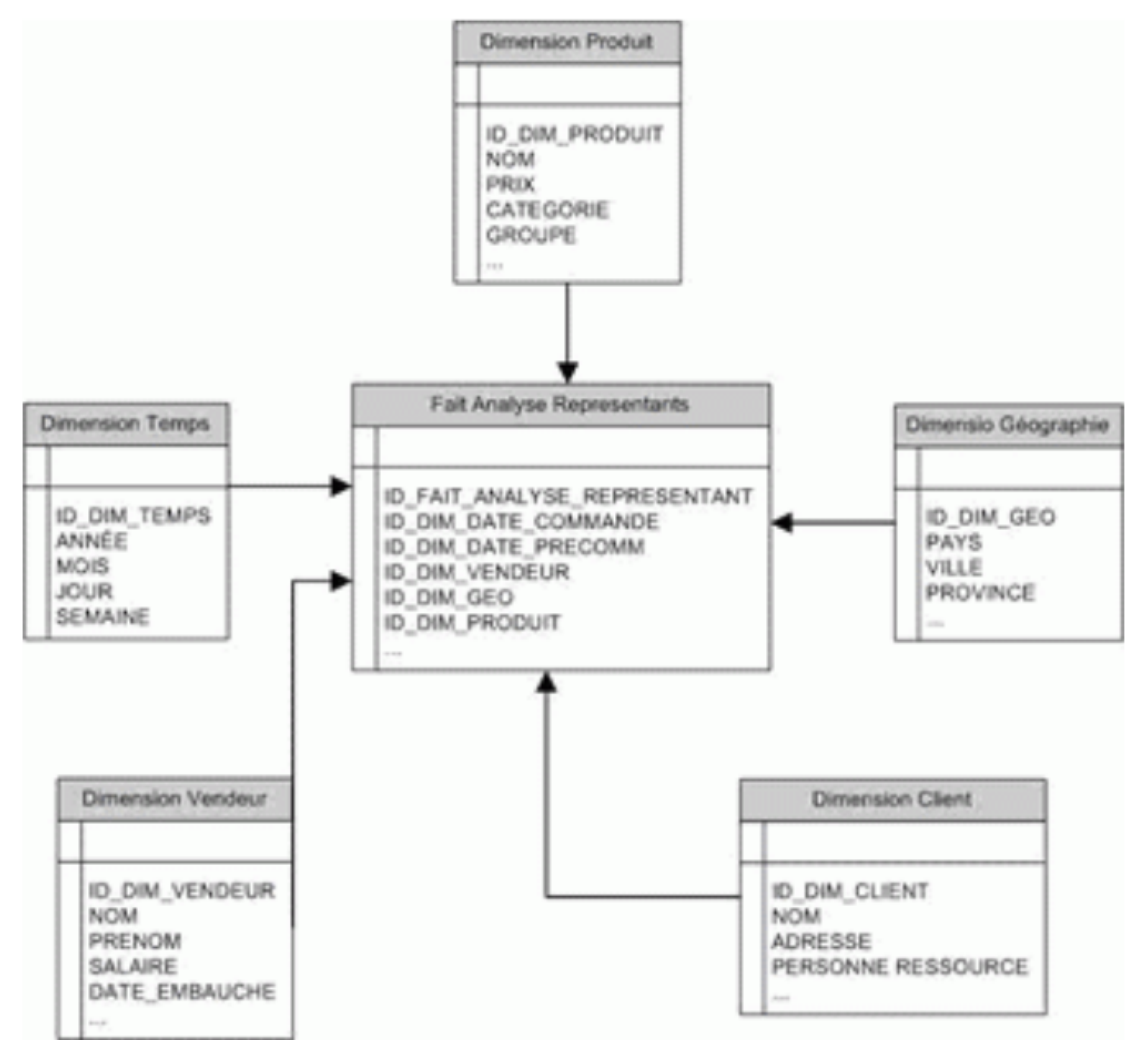 Dimension Produit
ID_DIM_PRODUIT
NOM
PRIX
CATEGORIE
GROUPE
...
Dimension Temps
ID_DIM_TEMPS
ANNÉE
MOIS
JOUR
SEMAINE
Fait Analyse Representants
ID_FAIT_ANALYSE_REPRESENTANT
ID_DIM_DATE_COMMANDE
ID_DIM_DATE_PRECOMM
ID_DIM_VENDEUR
ID_DIM_GEO
ID_DIM_PRODUIT
...
Dimensio Géographie
ID_DIM_GEO
PAYS
VILLE
PROVINCE
...
Dimension Vendeur
ID_DIM_VENDEUR
NOM
PRENOM
SALAIRE
DATE_EMBAUCHE
...
Dimension Client
ID_DIM_CLIENT
NOM
ADRESSE
PERSONNE RESSOURCE
...